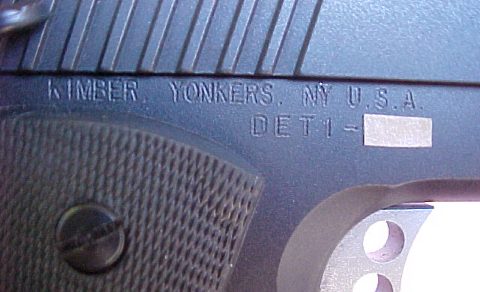 KIMBER. YONKERS. NY U.S.A.
DET1-